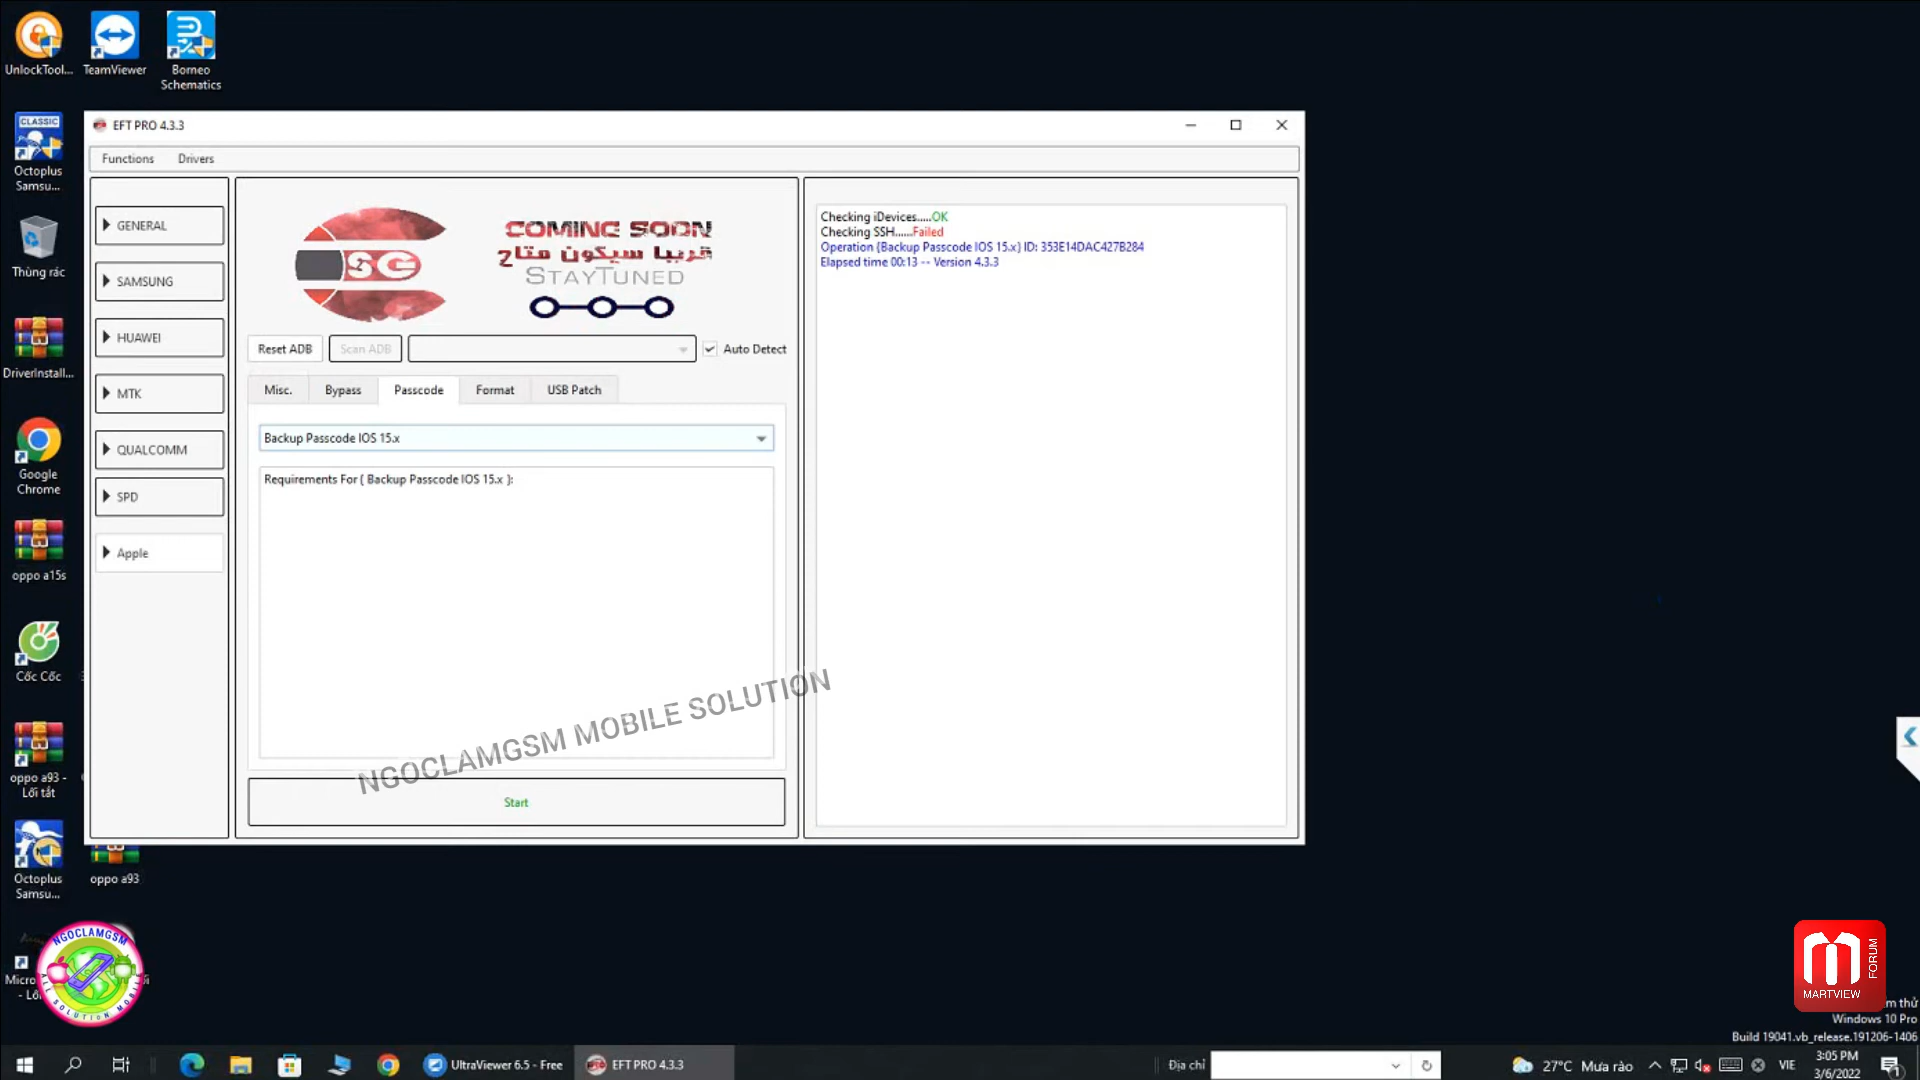 UnlockTool...
TeamViewer
Borneo
Schematics
CLASSIC
Octoplus
Samsu...
Thùng rác
DriverInstall...
Google
Chrome
oppo a15s
Cốc Cốc
oppo a93 -
Lối tắt
Octoplus
Samsu...
oppo a93
EFT PRO 4.3.3
Functions
Drivers
GENERAL
SAMSUNG
HUAWEI
MTK
QUALCOMM
SPD
Apple
COMING SOON
قريبا سيكون متاح
STAYTUNED
Reset ADB
Scan ADB
Auto Detect
Misc.
Bypass
Passcode
Format
USB Patch
Backup Passcode IOS 15.x
Requirements For [ Backup Passcode IOS 15.x ]:
Start
Checking iDevices.....OK
Checking SSH......Failed
Operation {Backup Passcode IOS 15.x} ID: 353E14DAC427B284
Elapsed time 00:13 -- Version 4.3.3
NGOCLAMGSM MOBILE SOLUTION
NGOCLAMGSM
ALL SOLUTION MOBILE
MARTVIEW
FORUM
Windows 10 Pro
Build 19041.vb_release.191206-1406
UltraViewer 6.5 - Free
EFT PRO 4.3.3
Địa chỉ
27°C Mưa rào
VIE
3:05 PM
3/6/2022
1